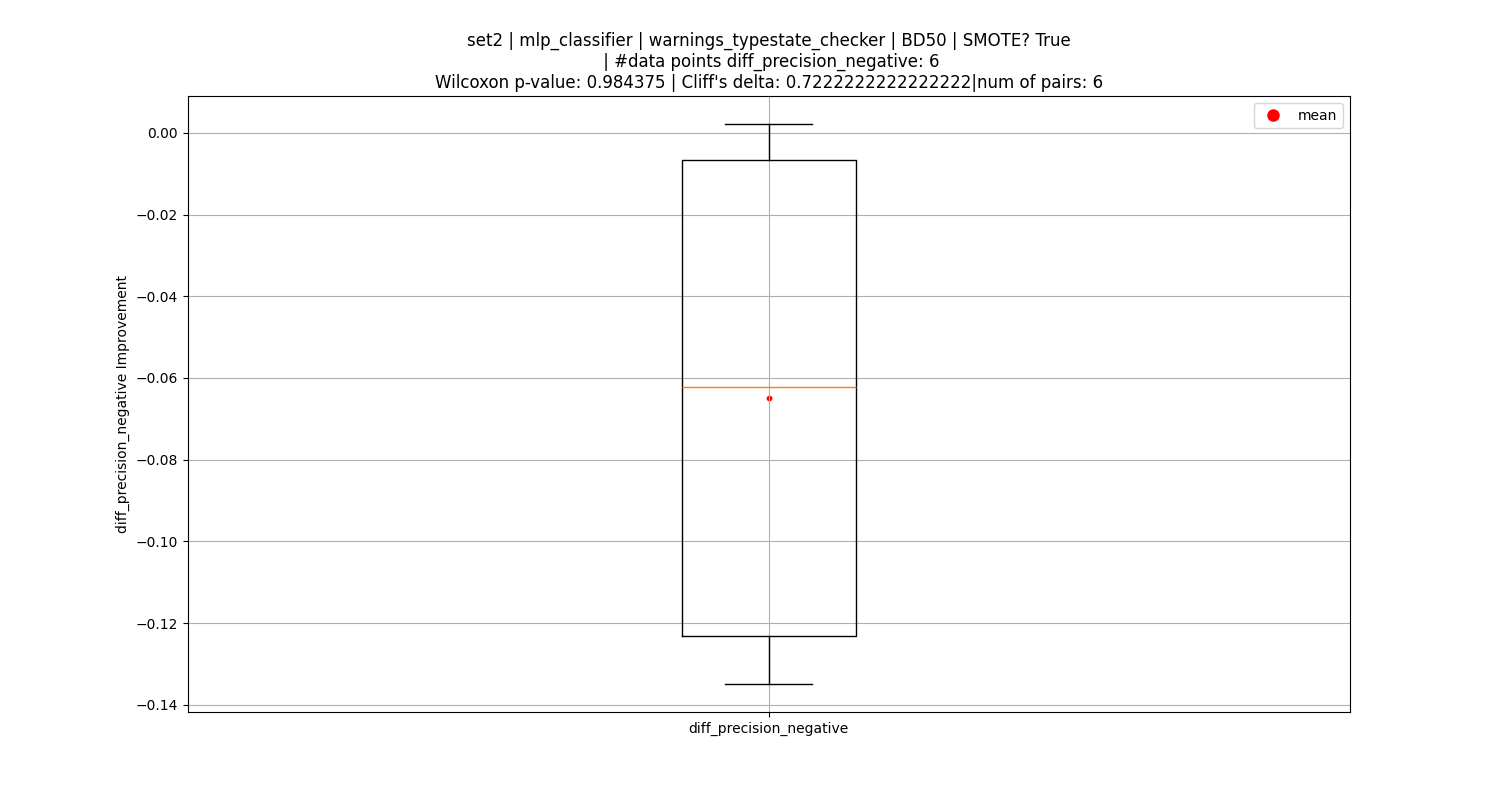 set2 | mlp_classifier | warnings_typestate_checker | BD50 | SMOTE? True
| #data points diff_precision_negative: 6
Wilcoxon p-value: 0.984375 | Cliff's delta: 0.7222222222222222|num of pairs: 6
mean
0.00
−0.02
−0.04
−0.06
−0.08
−0.10
−0.12
−0.14
diff_precision_negative Improvement
diff_precision_negative